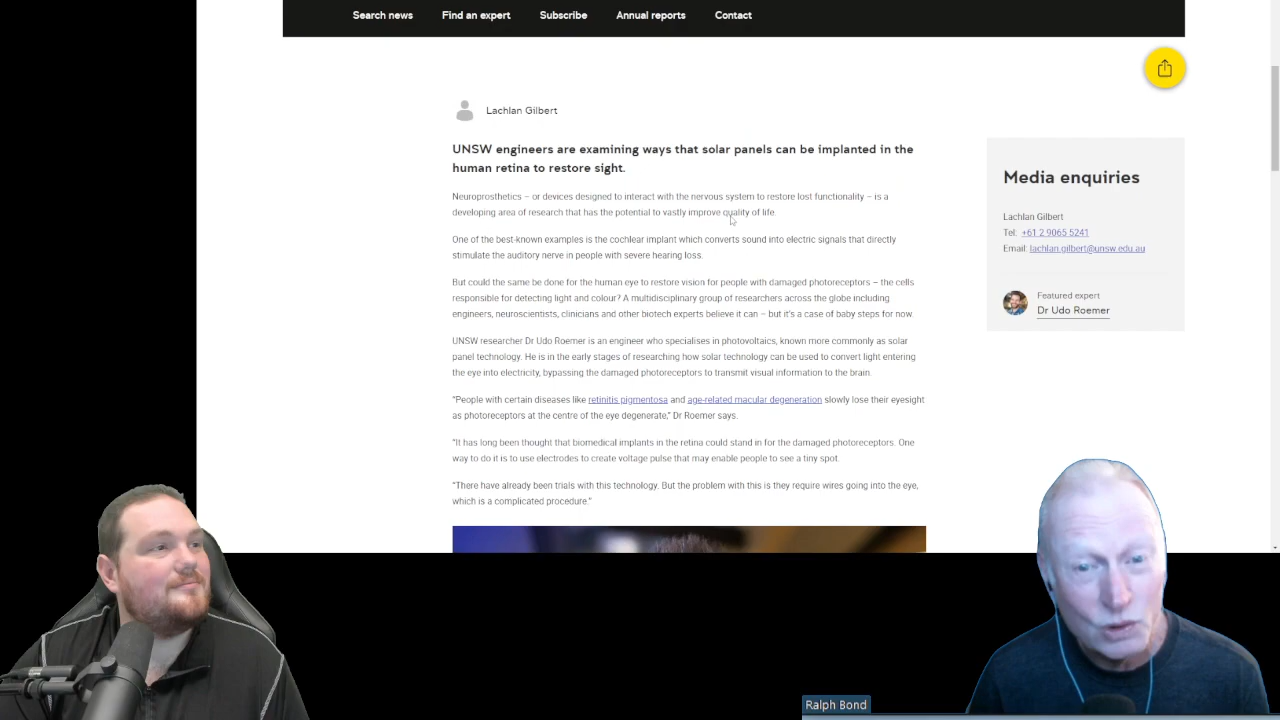 Search news Find an expert Subscribe Annual reports Contact
Lachlan Gilbert
UNSW engineers are examining ways that solar panels can be implanted in the
human retina to restore sight.
Neuroprosthetics – or devices designed to interact with the nervous system to restore lost functionality – is a
developing area of research that has the potential to vastly improve quality of life.
One of the best-known examples is the cochlear implant which converts sound into electric signals that directly
stimulate the auditory nerve in people with severe hearing loss.
But could the same be done for the human eye to restore vision for people with damaged photoreceptors – the cells
responsible for detecting light and colour? A multidisciplinary group of researchers across the globe including
engineers, neuroscientists, clinicians and other biotech experts believe it can – but it's a case of baby steps for now.
UNSW researcher Dr Udo Roemer is an engineer who specialises in photovoltaics, known more commonly as solar
panel technology. He is in the early stages of researching how solar technology can be used to convert light entering
the eye into electricity, bypassing the damaged photoreceptors to transmit visual information to the brain.
“People with certain diseases like retinitis pigmentosa and age-related macular degeneration slowly lose their eyesight
as photoreceptors at the centre of the eye degenerate,” Dr Roemer says.
“It has long been thought that biomedical implants in the retina could stand in for the damaged photoreceptors. One
way to do it is to use electrodes to create voltage pulse that may enable people to see a tiny spot.
“There have already been trials with this technology. But the problem with this is they require wires going into the eye,
which is a complicated procedure.”
Media enquiries
Lachlan Gilbert
Tel: +61 2 9065 5241
Email: lachlan.gilbert@unsw.edu.au
Featured expert
Dr Udo Roemer
Ralph Bond